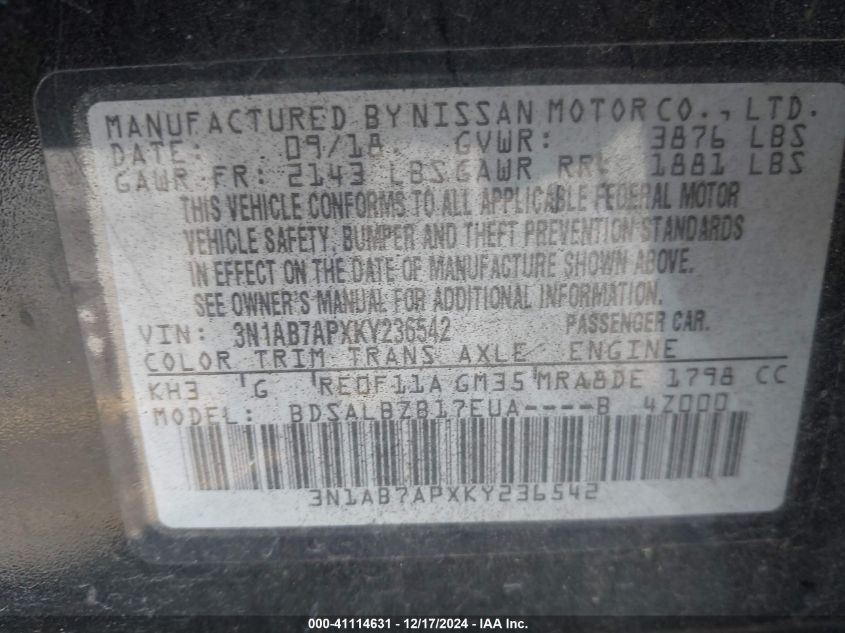 MANUFACTURED BY NISSAN MOTOR CO., LTD.
DATE: 09/18 GVWR: 3876 LBS
GAWR FR: 2143 LBS GAWR RR: 1881 LBS
THIS VEHICLE CONFORMS TO ALL APPLICABLE FEDERAL MOTOR
VEHICLE SAFETY, BUMPER AND THEFT PREVENTION STANDARDS
IN EFFECT ON THE DATE OF MANUFACTURE SHOWN ABOVE.
SEE OWNER'S MANUAL FOR ADDITIONAL INFORMATION.
VIN: 3N1AB7APXKY236542 PASSENGER CAR.
COLOR TRIM TRANS AXLE ENGINE
KH3 'G 'RE0F11A GM35 'MRA8DE 1798 CC
MODEL: BDSALBZB17EUA----B 4Z000
3N1AB7APXKY236542
000-41114631 - 12/17/2024 - IAA Inc.